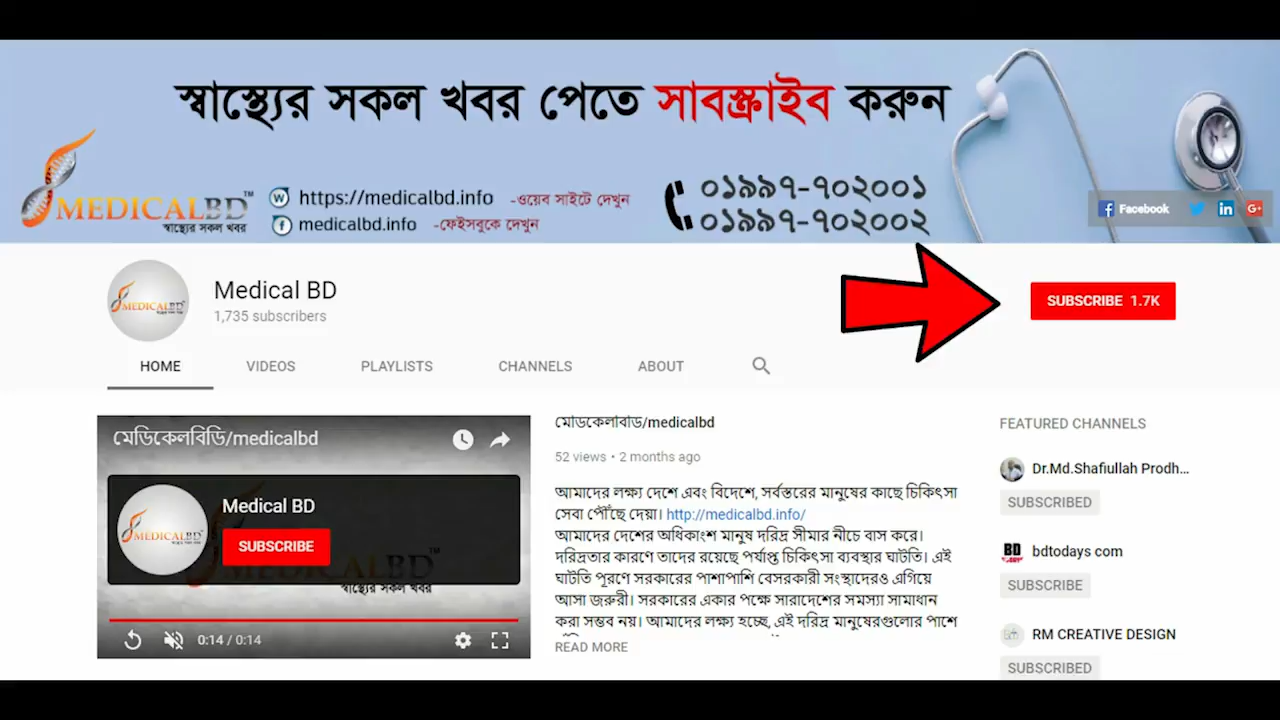 স্বাস্থ্যের সকল খবর পেতে সাবস্ক্রাইব করুন
MEDICALBD™
স্বাস্থ্যের সকল খবর
https://medicalbd.info -ওয়েব সাইটে দেখুন
medicalbd.info -ফেইসবুকে দেখুন
০১৯৯৭-৭০২০০১
০১৯৯৭-৭০২০০২
Facebook
Medical BD
1,735 subscribers
SUBSCRIBE 1.7K
HOME VIDEOS PLAYLISTS CHANNELS ABOUT
মেডিকেলবিডি/medicalbd
Medical BD
SUBSCRIBE
স্বাস্থ্যের সকল খবর
0:14 / 0:14
মোডকেলাবাড/medicalbd
52 views • 2 months ago
আমাদের লক্ষ্য দেশে এবং বিদেশে, সর্বস্তরের মানুষের কাছে চিকিৎসা
সেবা পৌঁছে দেয়া। http://medicalbd.info/
আমাদের দেশের অধিকাংশ মানুষ দরিদ্র সীমার নীচে বাস করে।
দরিদ্রতার কারণে তাদের রয়েছে পর্যাপ্ত চিকিৎসা ব্যবস্থার ঘাটতি। এই
ঘাটতি পূরণে সরকারের পাশাপাশি বেসরকারী সংস্থাদেরও এগিয়ে
আসা জরুরী। সরকারের একার পক্ষে সারাদেশের সমস্যা সামাধান
করা সম্ভব নয়। আমাদের লক্ষ্য হচ্ছে, এই দরিদ্র মানুষেরগুলোর পাশে
READ MORE
FEATURED CHANNELS
Dr.Md.Shafiullah Prodh...
SUBSCRIBED
bdtodays com
SUBSCRIBE
RM CREATIVE DESIGN
SUBSCRIBED